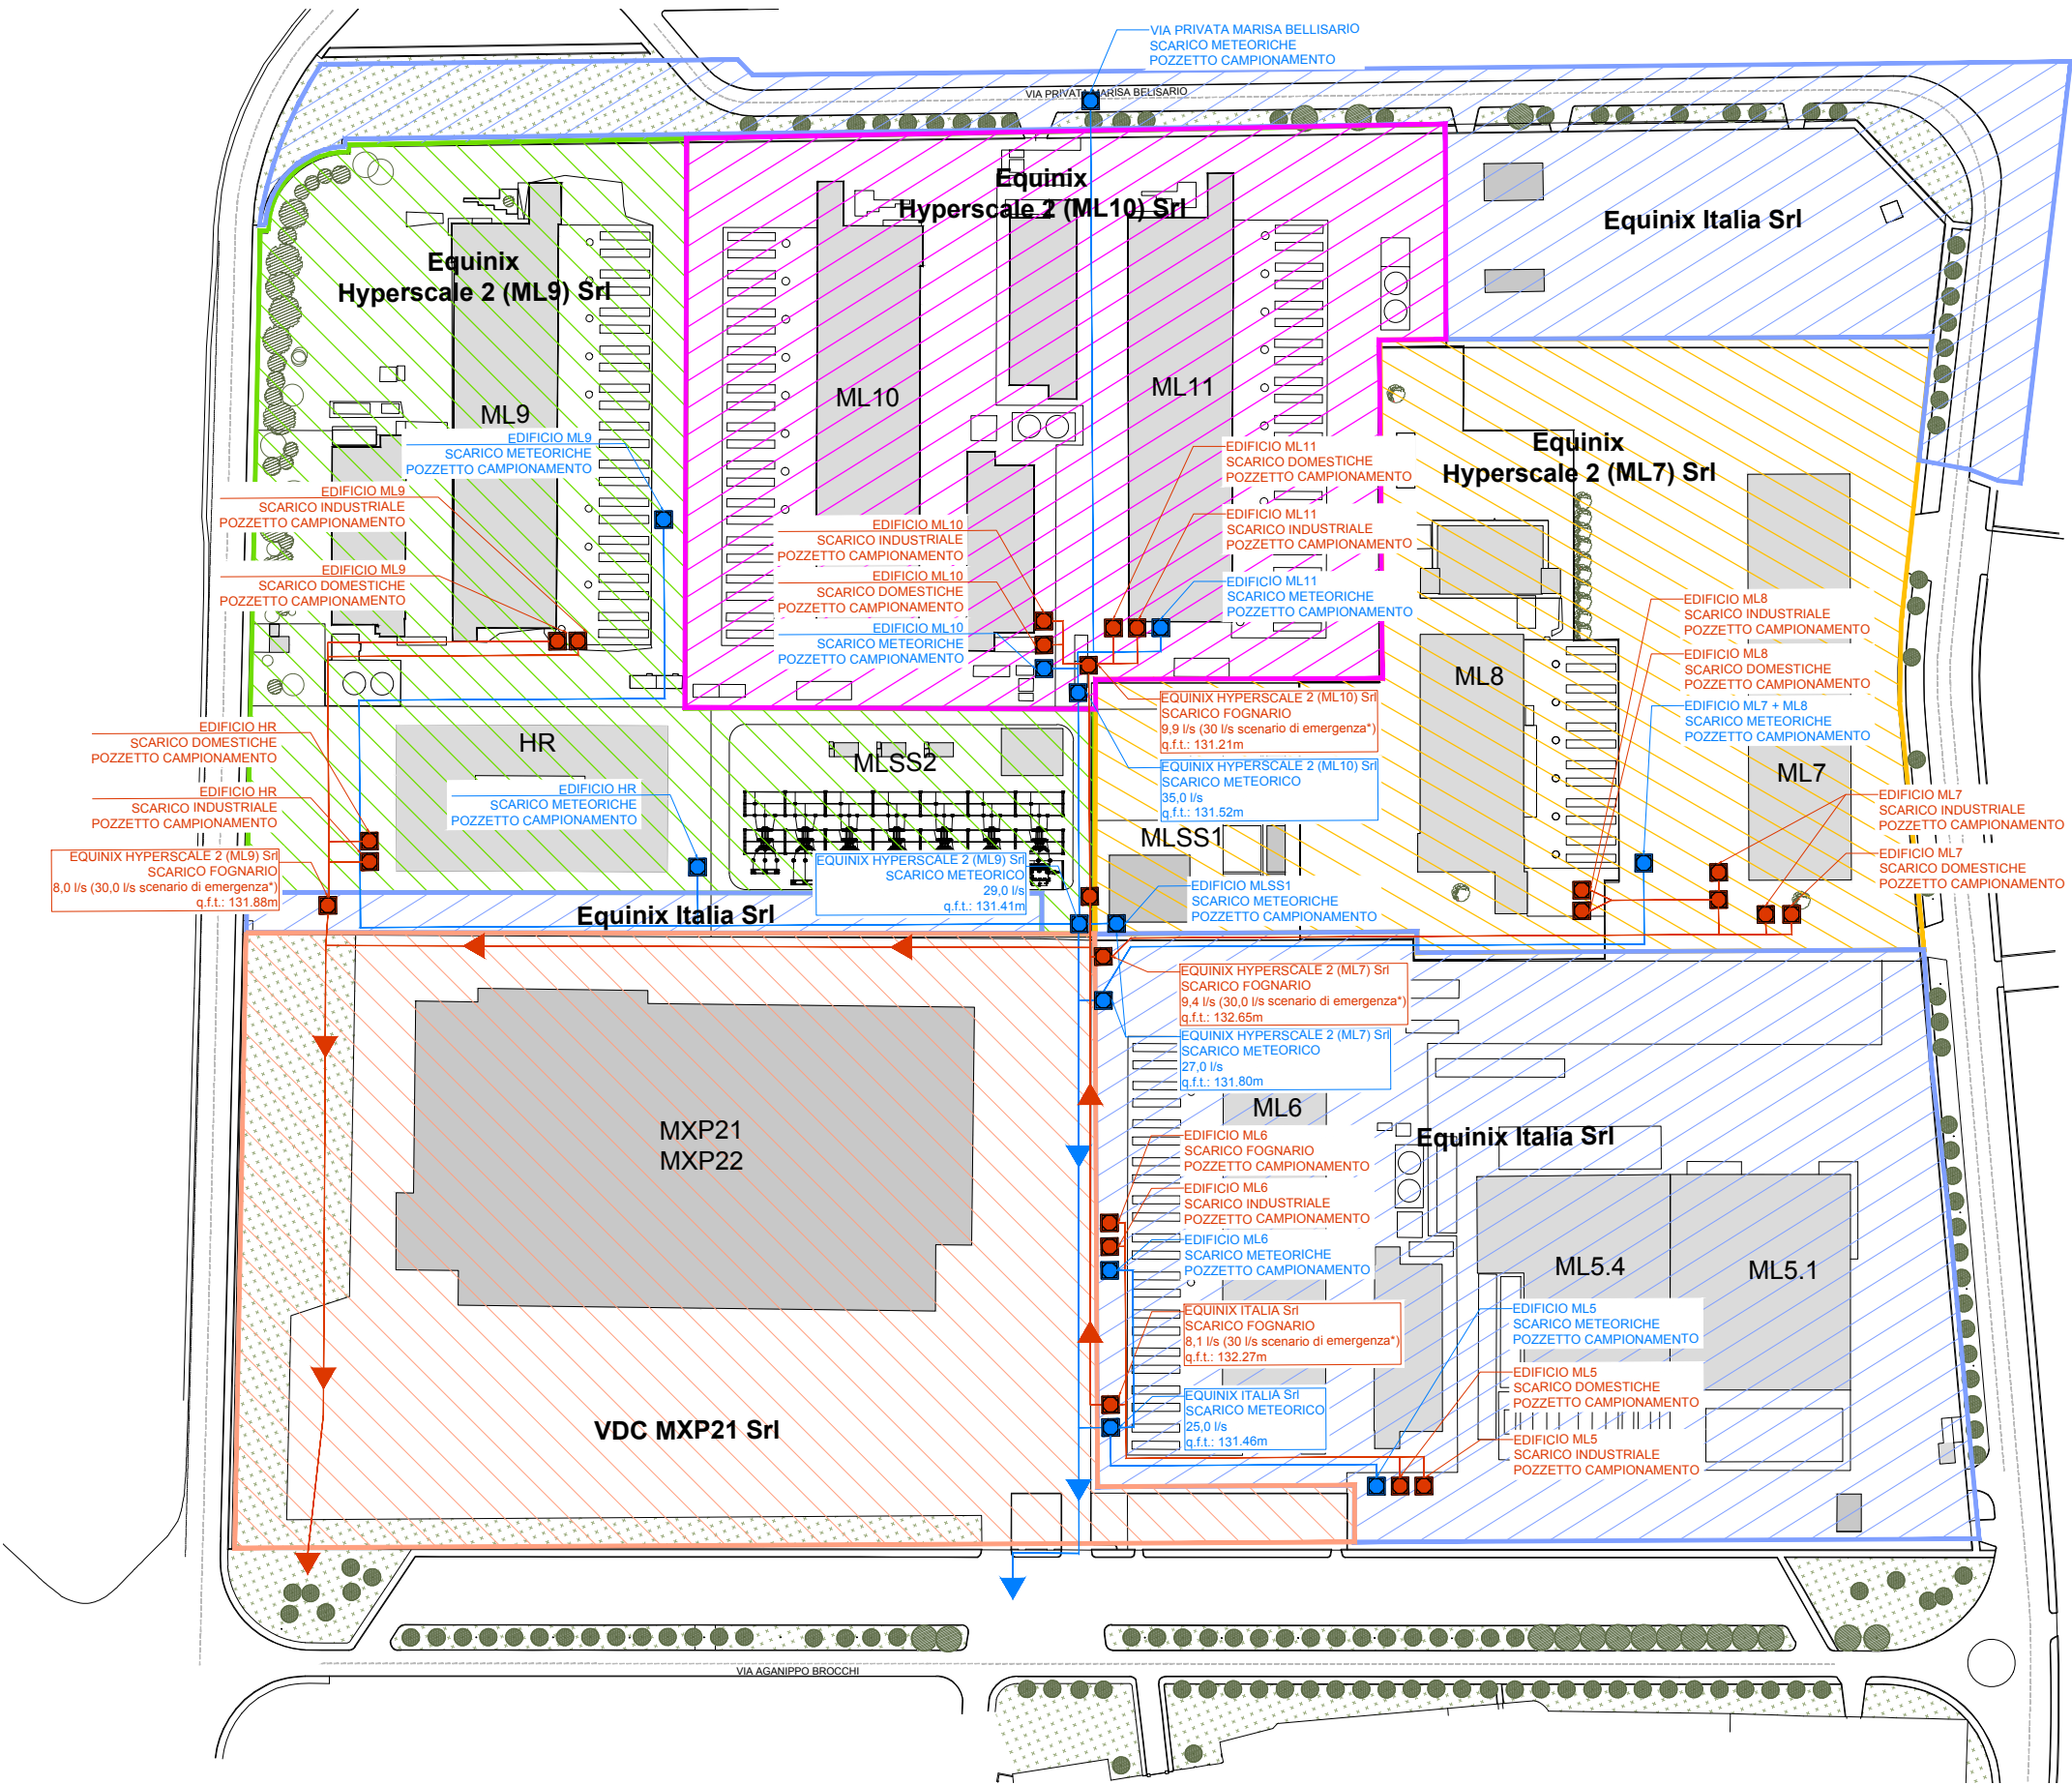 VIA PRIVATA MARISA BELLISARIO
SCARICO METEORICHE
POZZETTO CAMPIONAMENTO
VIA PRIVATA MARISA BELISARIO
Equinix
Hyperscale 2 (ML10) Srl
Equinix Italia Srl
Equinix
Hyperscale 2 (ML9) Srl
ML9
ML10
ML11
Equinix
Hyperscale 2 (ML7) Srl
EDIFICIO ML9
SCARICO METEORICHE
POZZETTO CAMPIONAMENTO
EDIFICIO ML9
SCARICO INDUSTRIALE
POZZETTO CAMPIONAMENTO
EDIFICIO ML9
SCARICO DOMESTICHE
POZZETTO CAMPIONAMENTO
EDIFICIO ML10
SCARICO INDUSTRIALE
POZZETTO CAMPIONAMENTO
EDIFICIO ML10
SCARICO DOMESTICHE
POZZETTO CAMPIONAMENTO
EDIFICIO ML10
SCARICO METEORICHE
POZZETTO CAMPIONAMENTO
EDIFICIO ML11
SCARICO DOMESTICHE
POZZETTO CAMPIONAMENTO
EDIFICIO ML11
SCARICO INDUSTRIALE
POZZETTO CAMPIONAMENTO
EDIFICIO ML11
SCARICO METEORICHE
POZZETTO CAMPIONAMENTO
EDIFICIO ML8
SCARICO INDUSTRIALE
POZZETTO CAMPIONAMENTO
EDIFICIO ML8
SCARICO DOMESTICHE
POZZETTO CAMPIONAMENTO
EDIFICIO ML7 + ML8
SCARICO METEORICHE
POZZETTO CAMPIONAMENTO
ML8
ML7
EQUINIX HYPERSCALE 2 (ML10) Srl
SCARICO FOGNARIO
9,9 l/s (30 l/s scenario di emergenza*)
q.f.t.: 131.21m
EQUINIX HYPERSCALE 2 (ML10) Srl
SCARICO METEORICO
35,0 l/s
q.f.t.: 131.52m
EDIFICIO HR
SCARICO DOMESTICHE
POZZETTO CAMPIONAMENTO
EDIFICIO HR
SCARICO INDUSTRIALE
POZZETTO CAMPIONAMENTO
HR
EDIFICIO HR
SCARICO METEORICHE
POZZETTO CAMPIONAMENTO
MLSS2
MLSS1
EDIFICIO ML7
SCARICO INDUSTRIALE
POZZETTO CAMPIONAMENTO
EDIFICIO ML7
SCARICO DOMESTICHE
POZZETTO CAMPIONAMENTO
EQUINIX HYPERSCALE 2 (ML9) Srl
SCARICO FOGNARIO
8,0 l/s (30,0 l/s scenario di emergenza*)
q.f.t.: 131.88m
EQUINIX HYPERSCALE 2 (ML9) Srl
SCARICO METEORICO
29,0 l/s
q.f.t.: 131.41m
EDIFICIO MLSS1
SCARICO METEORICHE
POZZETTO CAMPIONAMENTO
Equinix Italia Srl
EQUINIX HYPERSCALE 2 (ML7) Srl
SCARICO FOGNARIO
9,4 l/s (30,0 l/s scenario di emergenza*)
q.f.t.: 132.65m
EQUINIX HYPERSCALE 2 (ML7) Srl
SCARICO METEORICO
27,0 l/s
q.f.t.: 131.80m
MXP21
MXP22
ML6
Equinix Italia Srl
EDIFICIO ML6
SCARICO FOGNARIO
POZZETTO CAMPIONAMENTO
EDIFICIO ML6
SCARICO INDUSTRIALE
POZZETTO CAMPIONAMENTO
EDIFICIO ML6
SCARICO METEORICHE
POZZETTO CAMPIONAMENTO
ML5.4
ML5.1
EQUINIX ITALIA Srl
SCARICO FOGNARIO
8,1 l/s (30 l/s scenario di emergenza*)
q.f.t.: 132.27m
EDIFICIO ML5
SCARICO METEORICHE
POZZETTO CAMPIONAMENTO
EDIFICIO ML5
SCARICO DOMESTICHE
POZZETTO CAMPIONAMENTO
EQUINIX ITALIA Srl
SCARICO METEORICO
25,0 l/s
q.f.t.: 131.46m
EDIFICIO ML5
SCARICO INDUSTRIALE
POZZETTO CAMPIONAMENTO
VDC MXP21 Srl
VIA AGANIPPO BROCCHI